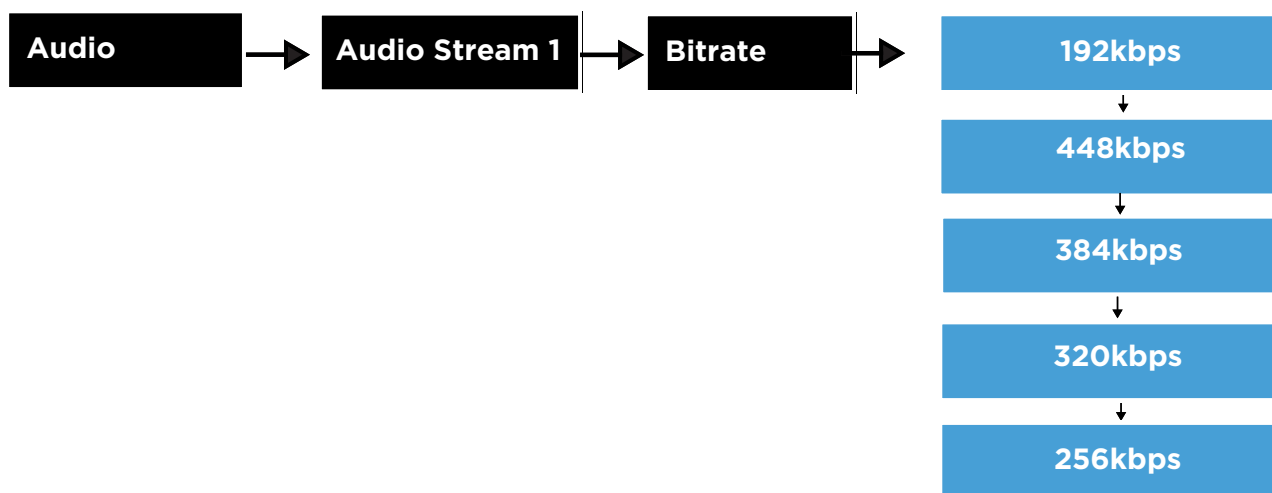 Audio
Audio Stream 1
Bitrate
192kbps
448kbps
384kbps
320kbps
256kbps